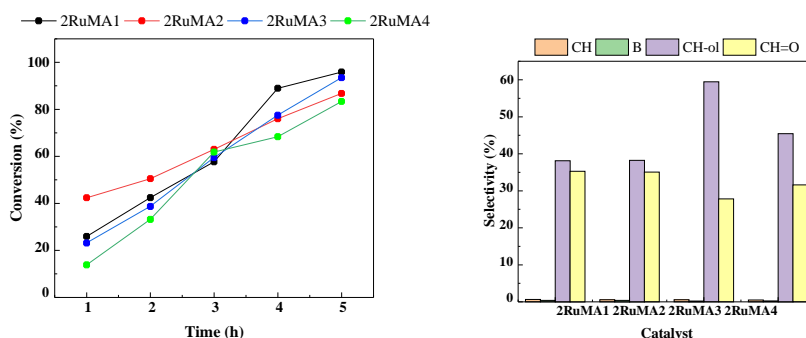 2RuMA1 2RuMA2 2RuMA3 2RuMA4
Conversion (%)
100
80
60
40
20
0
1 2 3 4 5
Time (h)
CH B CH-ol CH=O
Selectivity (%)
60
50
40
30
20
10
0
2RuMA1 2RuMA2 2RuMA3 2RuMA4
Catalyst